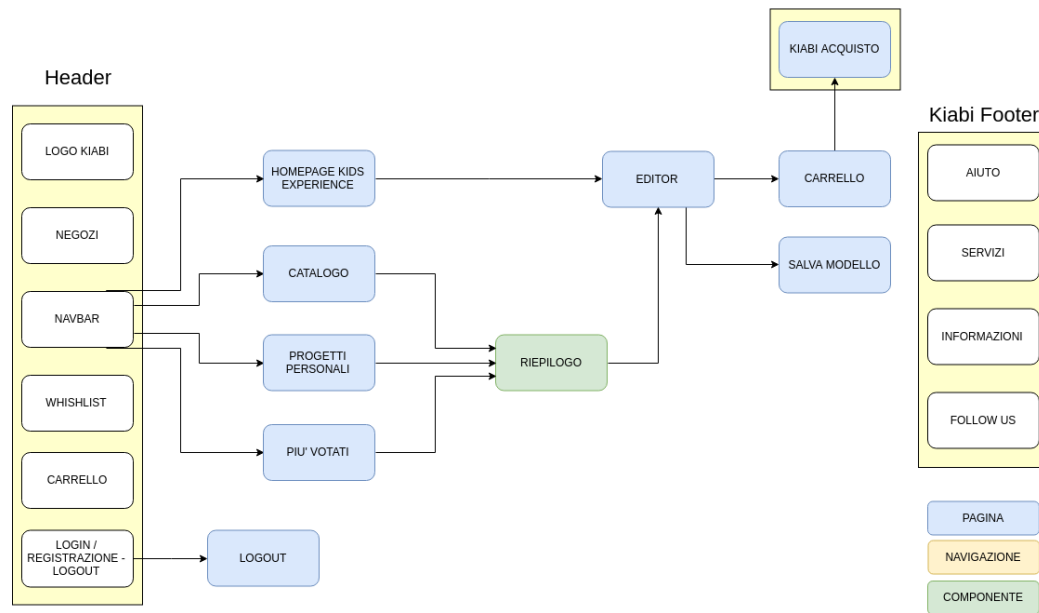 Header
LOGO KIABI
NEGOZI
NAVBAR
WHISHLIST
CARRELLO
LOGIN /
REGISTRAZIONE -
LOGOUT
HOMEPAGE KIDS
EXPERIENCE
CATALOGO
PROGETTI
PERSONALI
PIU' VOTATI
LOGOUT
RIEPILOGO
EDITOR
KIABI ACQUISTO
CARRELLO
SALVA MODELLO
Kiabi Footer
AIUTO
SERVIZI
INFORMAZIONI
FOLLOW US
PAGINA
NAVIGAZIONE
COMPONENTE